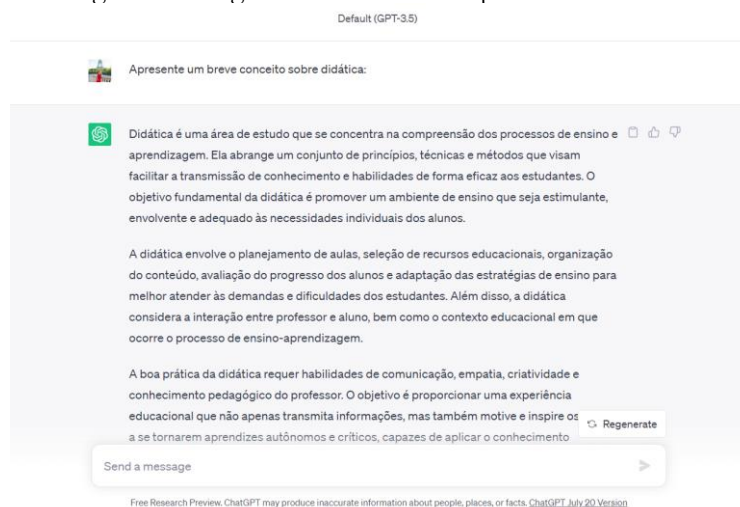 Default (GPT-3.5)
Apresente um breve conceito sobre didática:
Didática é uma área de estudo que se concentra na compreensão dos processos de ensino e
aprendizagem. Ela abrange um conjunto de princípios, técnicas e métodos que visam
facilitar a transmissão de conhecimento e habilidades de forma eficaz aos estudantes. O
objetivo fundamental da didática é promover um ambiente de ensino que seja estimulante,
envolvente e adequado às necessidades individuais dos alunos.
A didática envolve o planejamento de aulas, seleção de recursos educacionais, organização
do conteúdo, avaliação do progresso dos alunos e adaptação das estratégias de ensino para
melhor atender às demandas e dificuldades dos estudantes. Além disso, a didática
considera a interação entre professor e aluno, bem como o contexto educacional em que
ocorre o processo de ensino-aprendizagem.
A boa prática da didática requer habilidades de comunicação, empatia, criatividade e
conhecimento pedagógico do professor. O objetivo é proporcionar uma experiência
educacional que não apenas transmita informações, mas também motive e inspire os
Regenerate
a se tornarem aprendizes autônomos e críticos, capazes de aplicar o conhecimento
Send a message
Free Research Preview. ChatGPT may produce inaccurate information about people, places, or facts. ChatGPT July 20 Version